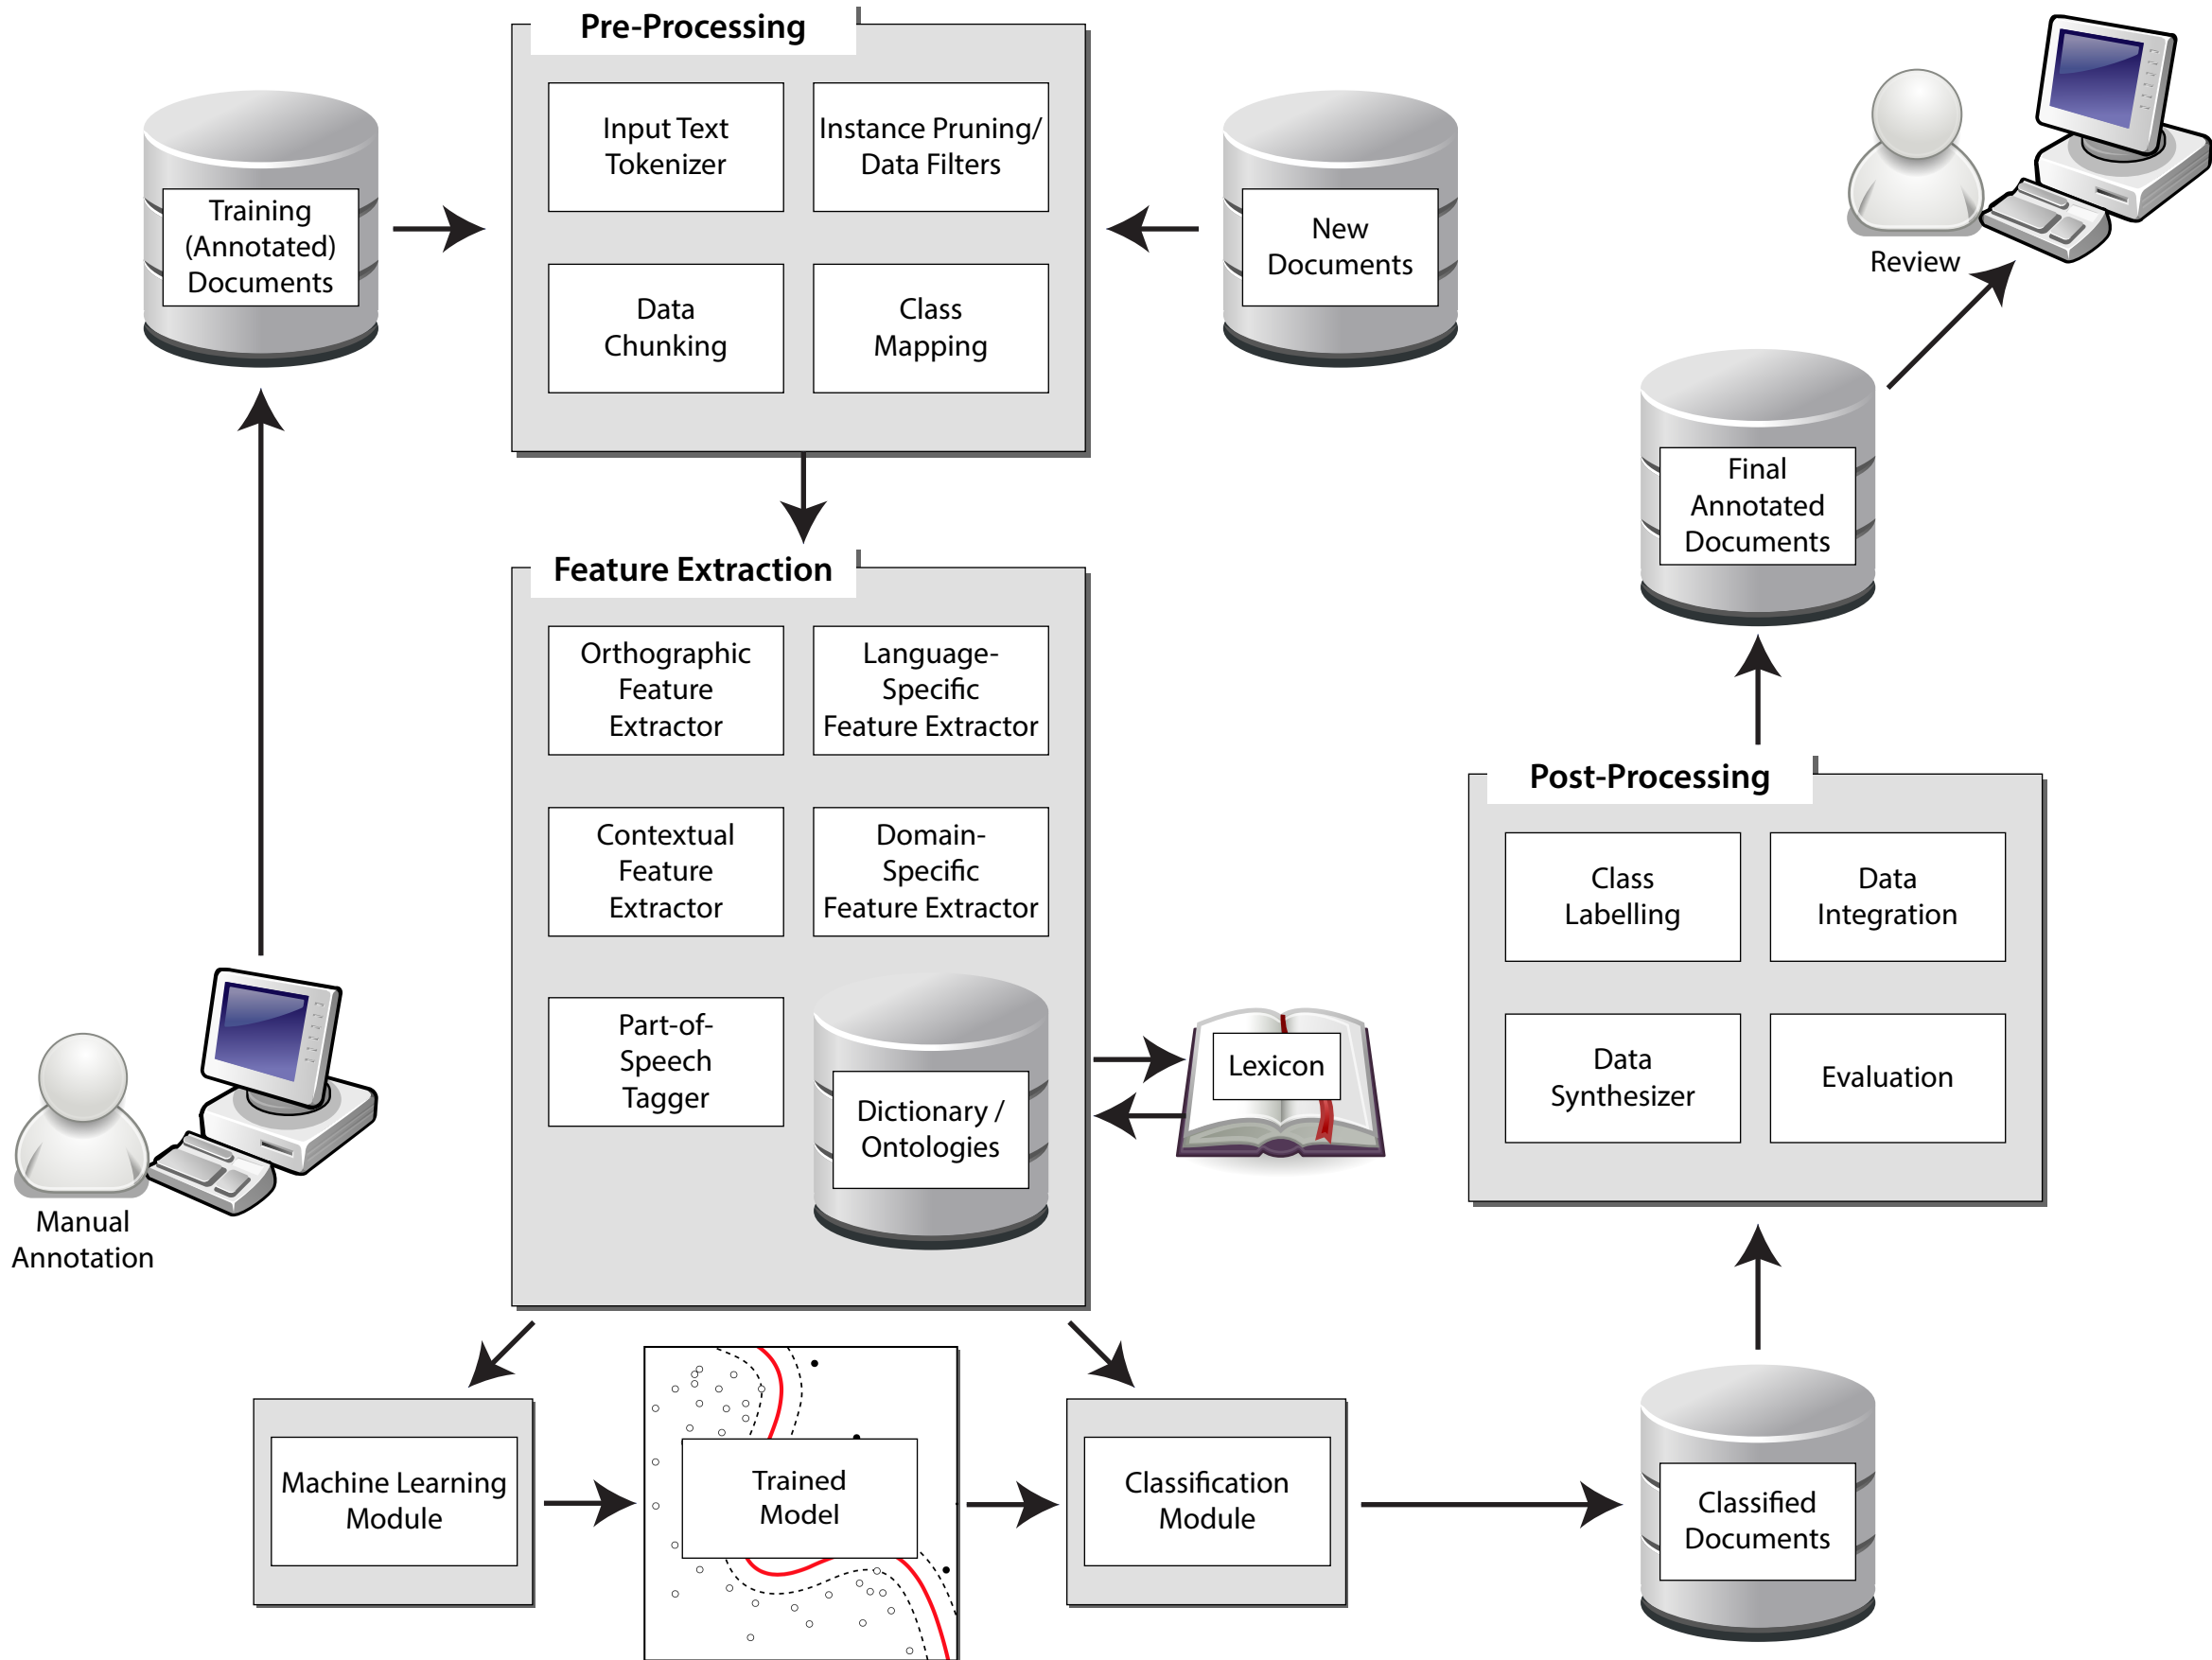 Pre-Processing
Input Text
Tokenizer
Instance Pruning/
Data Filters
Data
Chunking
Class
Mapping
Training
(Annotated)
Documents
New
Documents
Review
Final
Annotated
Documents
Feature Extraction
Orthographic
Feature
Extractor
Language-
Specific
Feature Extractor
Contextual
Feature
Extractor
Domain-
Specific
Feature Extractor
Part-of-
Speech
Tagger
Dictionary /
Ontologies
Lexicon
Post-Processing
Class
Labelling
Data
Integration
Data
Synthesizer
Evaluation
Manual
Annotation
Machine Learning
Module
Trained
Model
Classification
Module
Classified
Documents